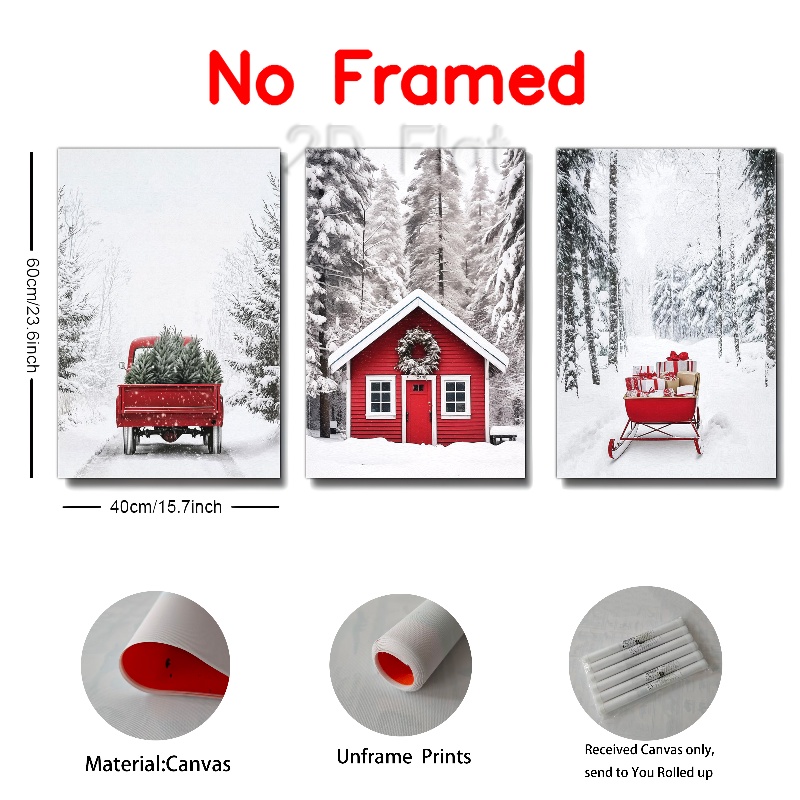 No Framed
2D Flat
60cm/23.6inch
40cm/15.7inch
Material:Canvas
Unframe Prints
Received Canvas only,
send to You Rolled up